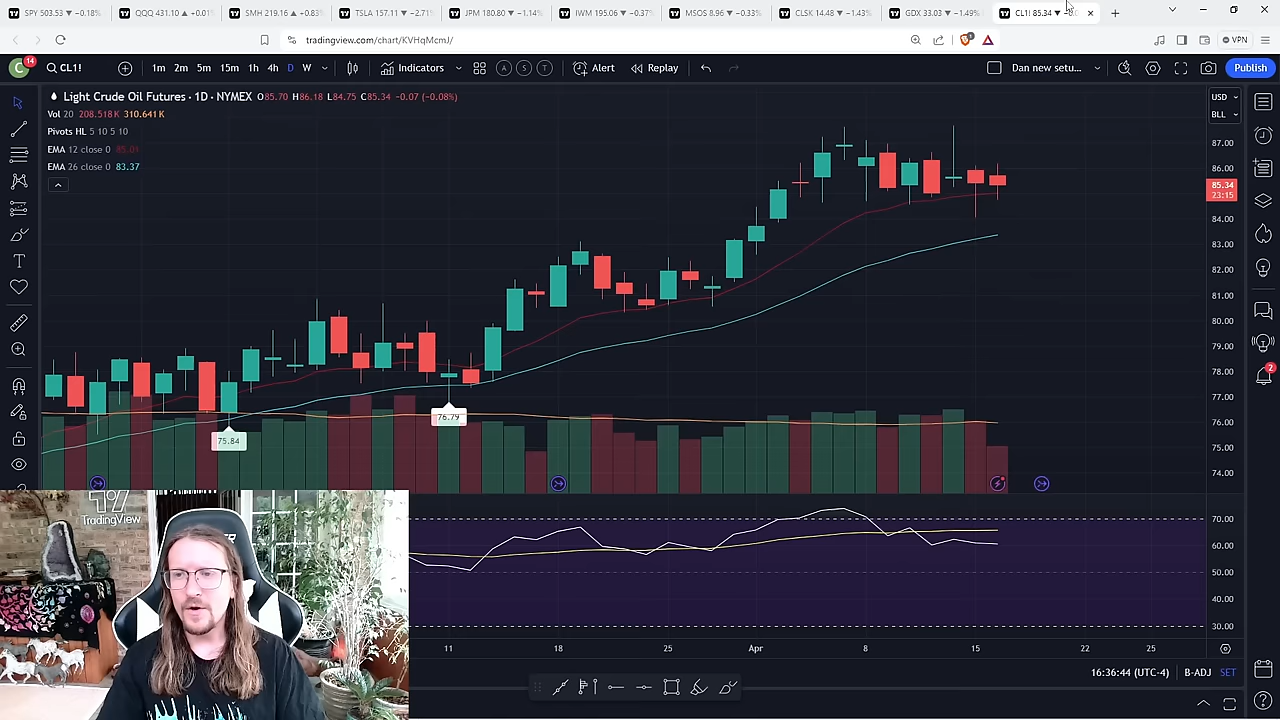 SPY 503.53 ▼ −0.18%
QQQ 431.10 ▲ +0.01%
SMH 219.16 ▲ +0.83%
TSLA 157.11 ▼ −2.71%
JPM 180.80 ▼ −1.14%
IWM 195.06 ▼ −0.37%
MSOS 8.96 ▼ −0.33%
CLSK 14.48 ▼ −1.43%
GDX 33.03 ▼ −1.49%
CL1! 85.34 ▼
tradingview.com/chart/KVHqMcmJ/
VPN
C 14
CL1!
1m 2m 5m 15m 1h 4h D W
Indicators
A S T
Alert
Replay
Dan new setu...
Publish
Light Crude Oil Futures · 1D · NYMEX O85.70 H86.18 L84.75 C85.34 −0.07 (−0.08%)
Vol 20 208.518K 310.641K
Pivots HL 5 10 5 10
EMA 12 close 0 85.01
EMA 26 close 0 83.37
USD
BLL
87.00
86.00
85.34
23:15
84.00
83.00
82.00
81.00
80.00
79.00
78.00
77.00
76.00
75.00
74.00
76.79
75.84
2
TradingView
70.00
60.00
50.00
40.00
30.00
11 18 25 Apr 8 15 22 25
16:36:44 (UTC-4)
B-ADJ
SET